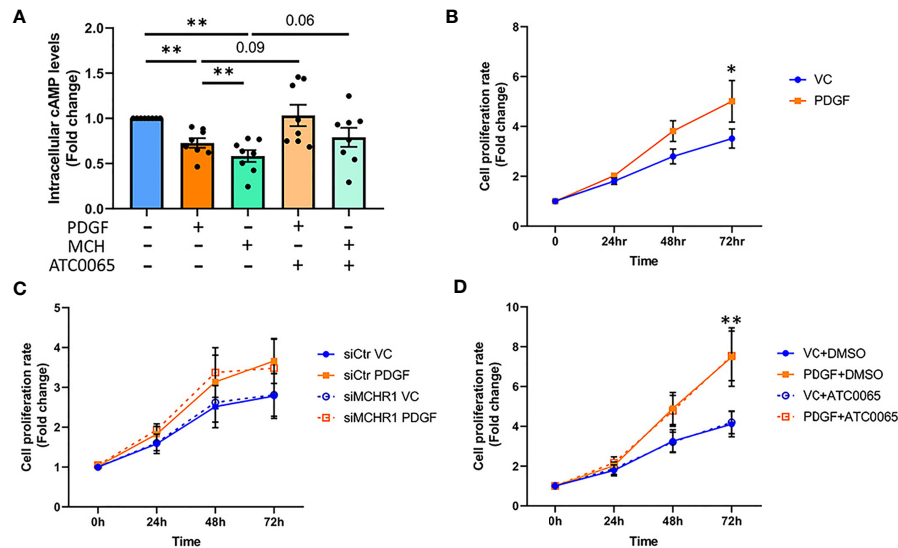 A
Intracellular cAMP levels
(Fold change)
2.0
1.5
1.0
0.5
0.0
** 0.06
** 0.09
**
PDGF - + - + -
MCH - - + - +
ATC0065 - - - + +
B
Cell proliferation rate
(Fold change)
8
6
4
2
0
*
0 24hr 48hr 72hr
Time
VC
PDGF
C
Cell proliferation rate
(Fold change)
5
4
3
2
1
0
0h 24h 48h 72h
Time
siCtr VC
siCtr PDGF
siMCHR1 VC
siMCHR1 PDGF
D
Cell proliferation rate
(Fold change)
10
8
6
4
2
0
**
0h 24h 48h 72h
Time
VC+DMSO
PDGF+DMSO
VC+ATC0065
PDGF+ATC0065